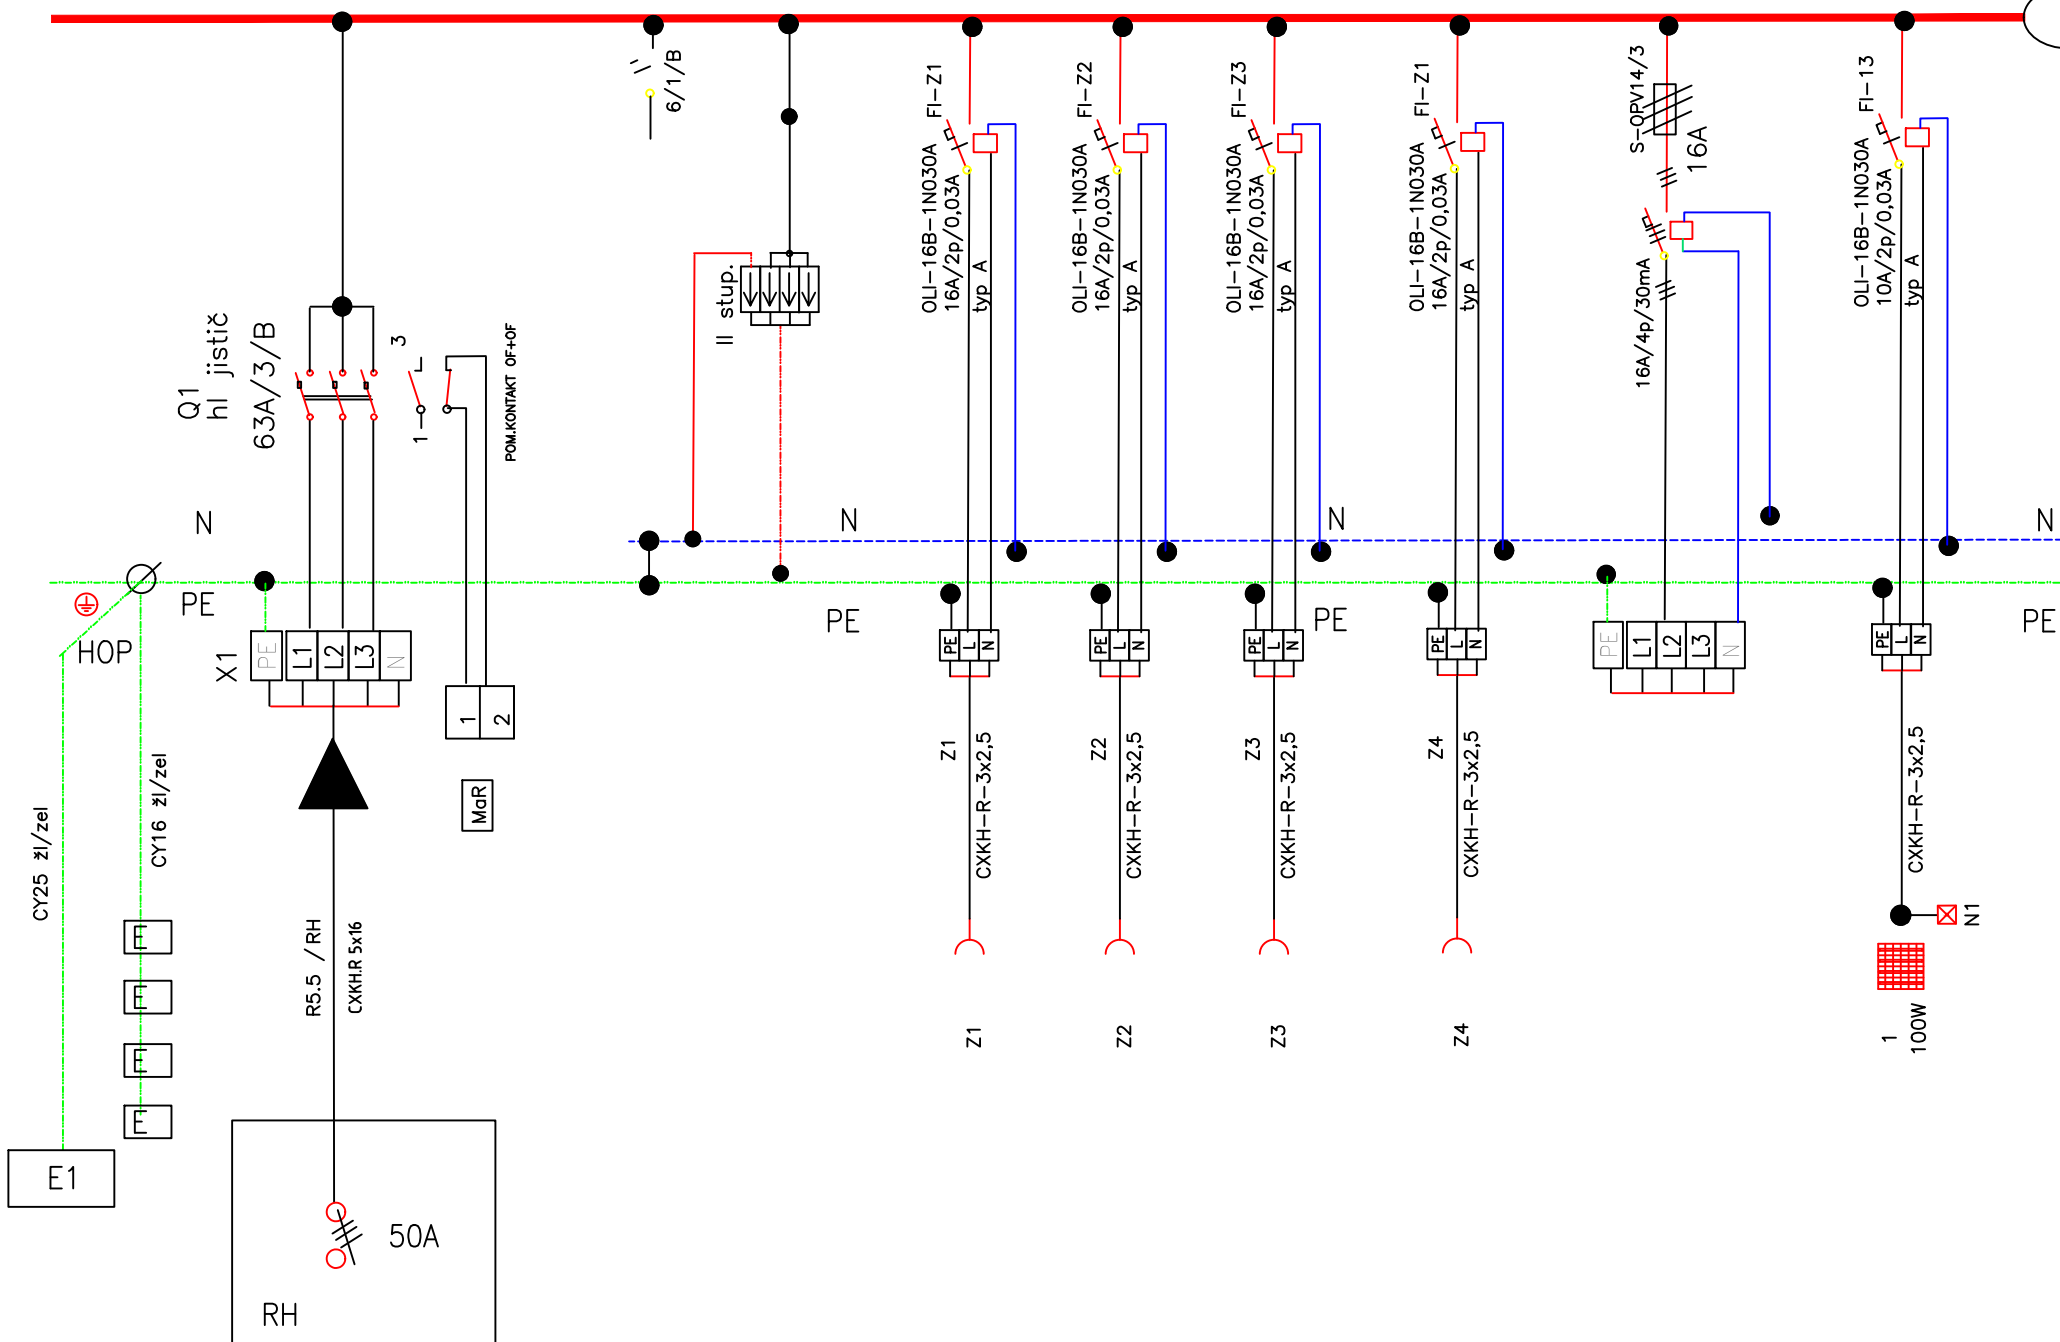 Q1
hl jistič
63A/3/B
3
1
POM.KONTAKT OF+OF
6/1/B
II stup.
FI-Z1
OLI-16B-1N030A
16A/2p/0,03A
typ A
FI-Z2
OLI-16B-1N030A
16A/2p/0,03A
typ A
FI-Z3
OLI-16B-1N030A
16A/2p/0,03A
typ A
FI-Z1
OLI-16B-1N030A
16A/2p/0,03A
typ A
S-OPV14/3
16A
16A/4p/30mA
FI-13
OLI-16B-1N030A
10A/2p/0,03A
typ A
N
N
N
N
PE
PE
PE
PE
HOP
X1
PE
L1
L2
L3
N
1
2
MaR
PE
L
N
PE
L
N
PE
L
N
PE
L
N
PE
L1
L2
L3
N
PE
L
N
Z1
CXKH-R-3x2,5
Z2
CXKH-R-3x2,5
Z3
CXKH-R-3x2,5
Z4
CXKH-R-3x2,5
CXKH-R-3x2,5
N1
CY25 žl/zel
CY16 žl/zel
R5.5 /RH
CXKH.R 5x16
E
E
E
E
E1
Z1
Z2
Z3
Z4
1
100W
50A
RH